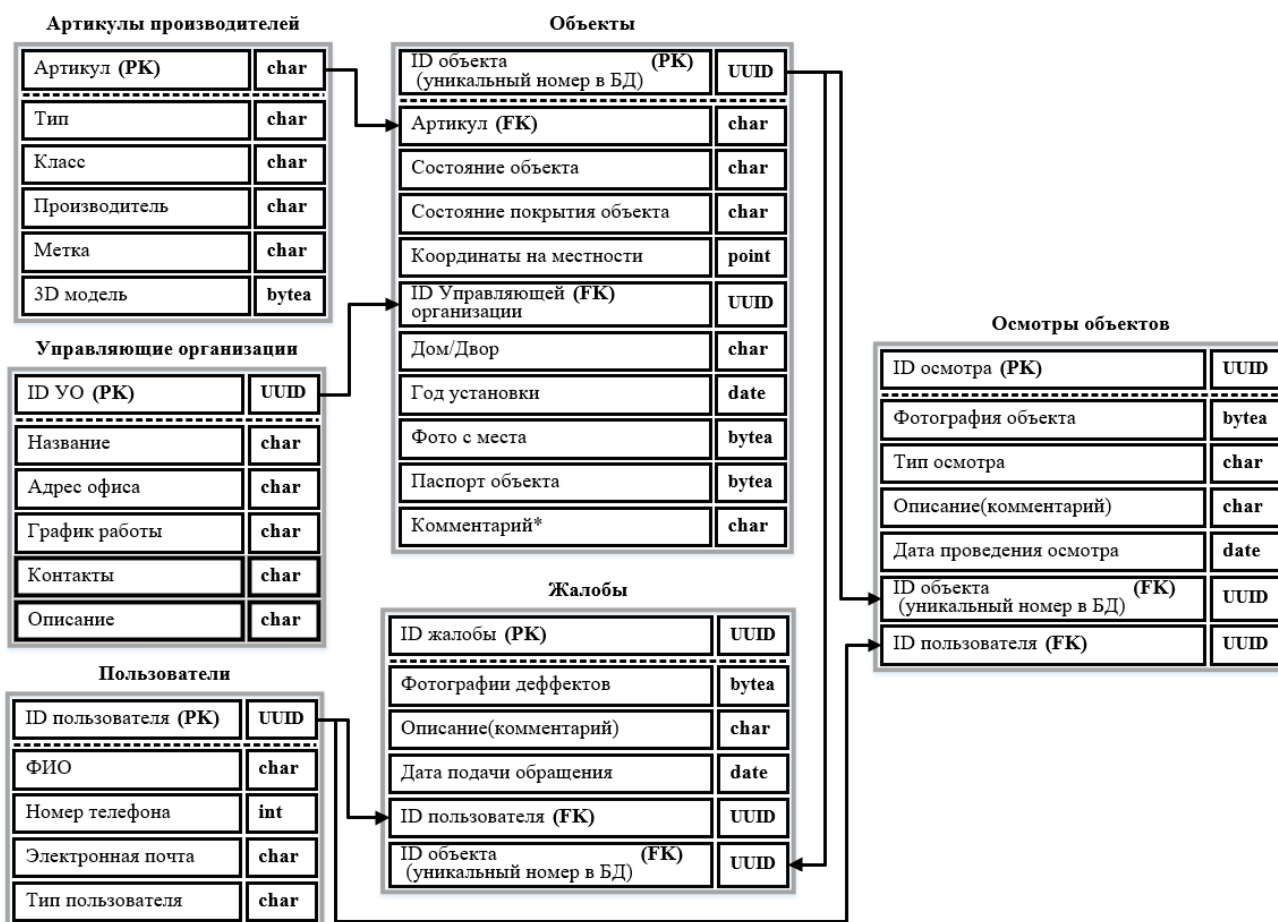 Артикулы производителей
Артикул (PK) char
Тип char
Класс char
Производитель char
Метка char
3D модель bytea
Управляющие организации
ID УО (PK) UUID
Название char
Адрес офиса char
График работы char
Контакты char
Описание char
Пользователи
ID пользователя (PK) UUID
ФИО char
Номер телефона int
Электронная почта char
Тип пользователя char
Объекты
ID объекта (PK) UUID
(уникальный номер в БД)
Артикул (FK) char
Состояние объекта char
Состояние покрытия объекта char
Координаты на местности point
ID Управляющей (FK) UUID
организации
Дом/Двор char
Год установки date
Фото с места bytea
Паспорт объекта bytea
Комментарий* char
Жалобы
ID жалобы (PK) UUID
Фотографии деффектов bytea
Описание(комментарий) char
Дата подачи обращения date
ID пользователя (FK) UUID
ID объекта (FK) UUID
(уникальный номер в БД)
Осмотры объектов
ID осмотра (PK) UUID
Фотография объекта bytea
Тип осмотра char
Описание(комментарий) char
Дата проведения осмотра date
ID объекта (FK) UUID
(уникальный номер в БД)
ID пользователя (FK) UUID